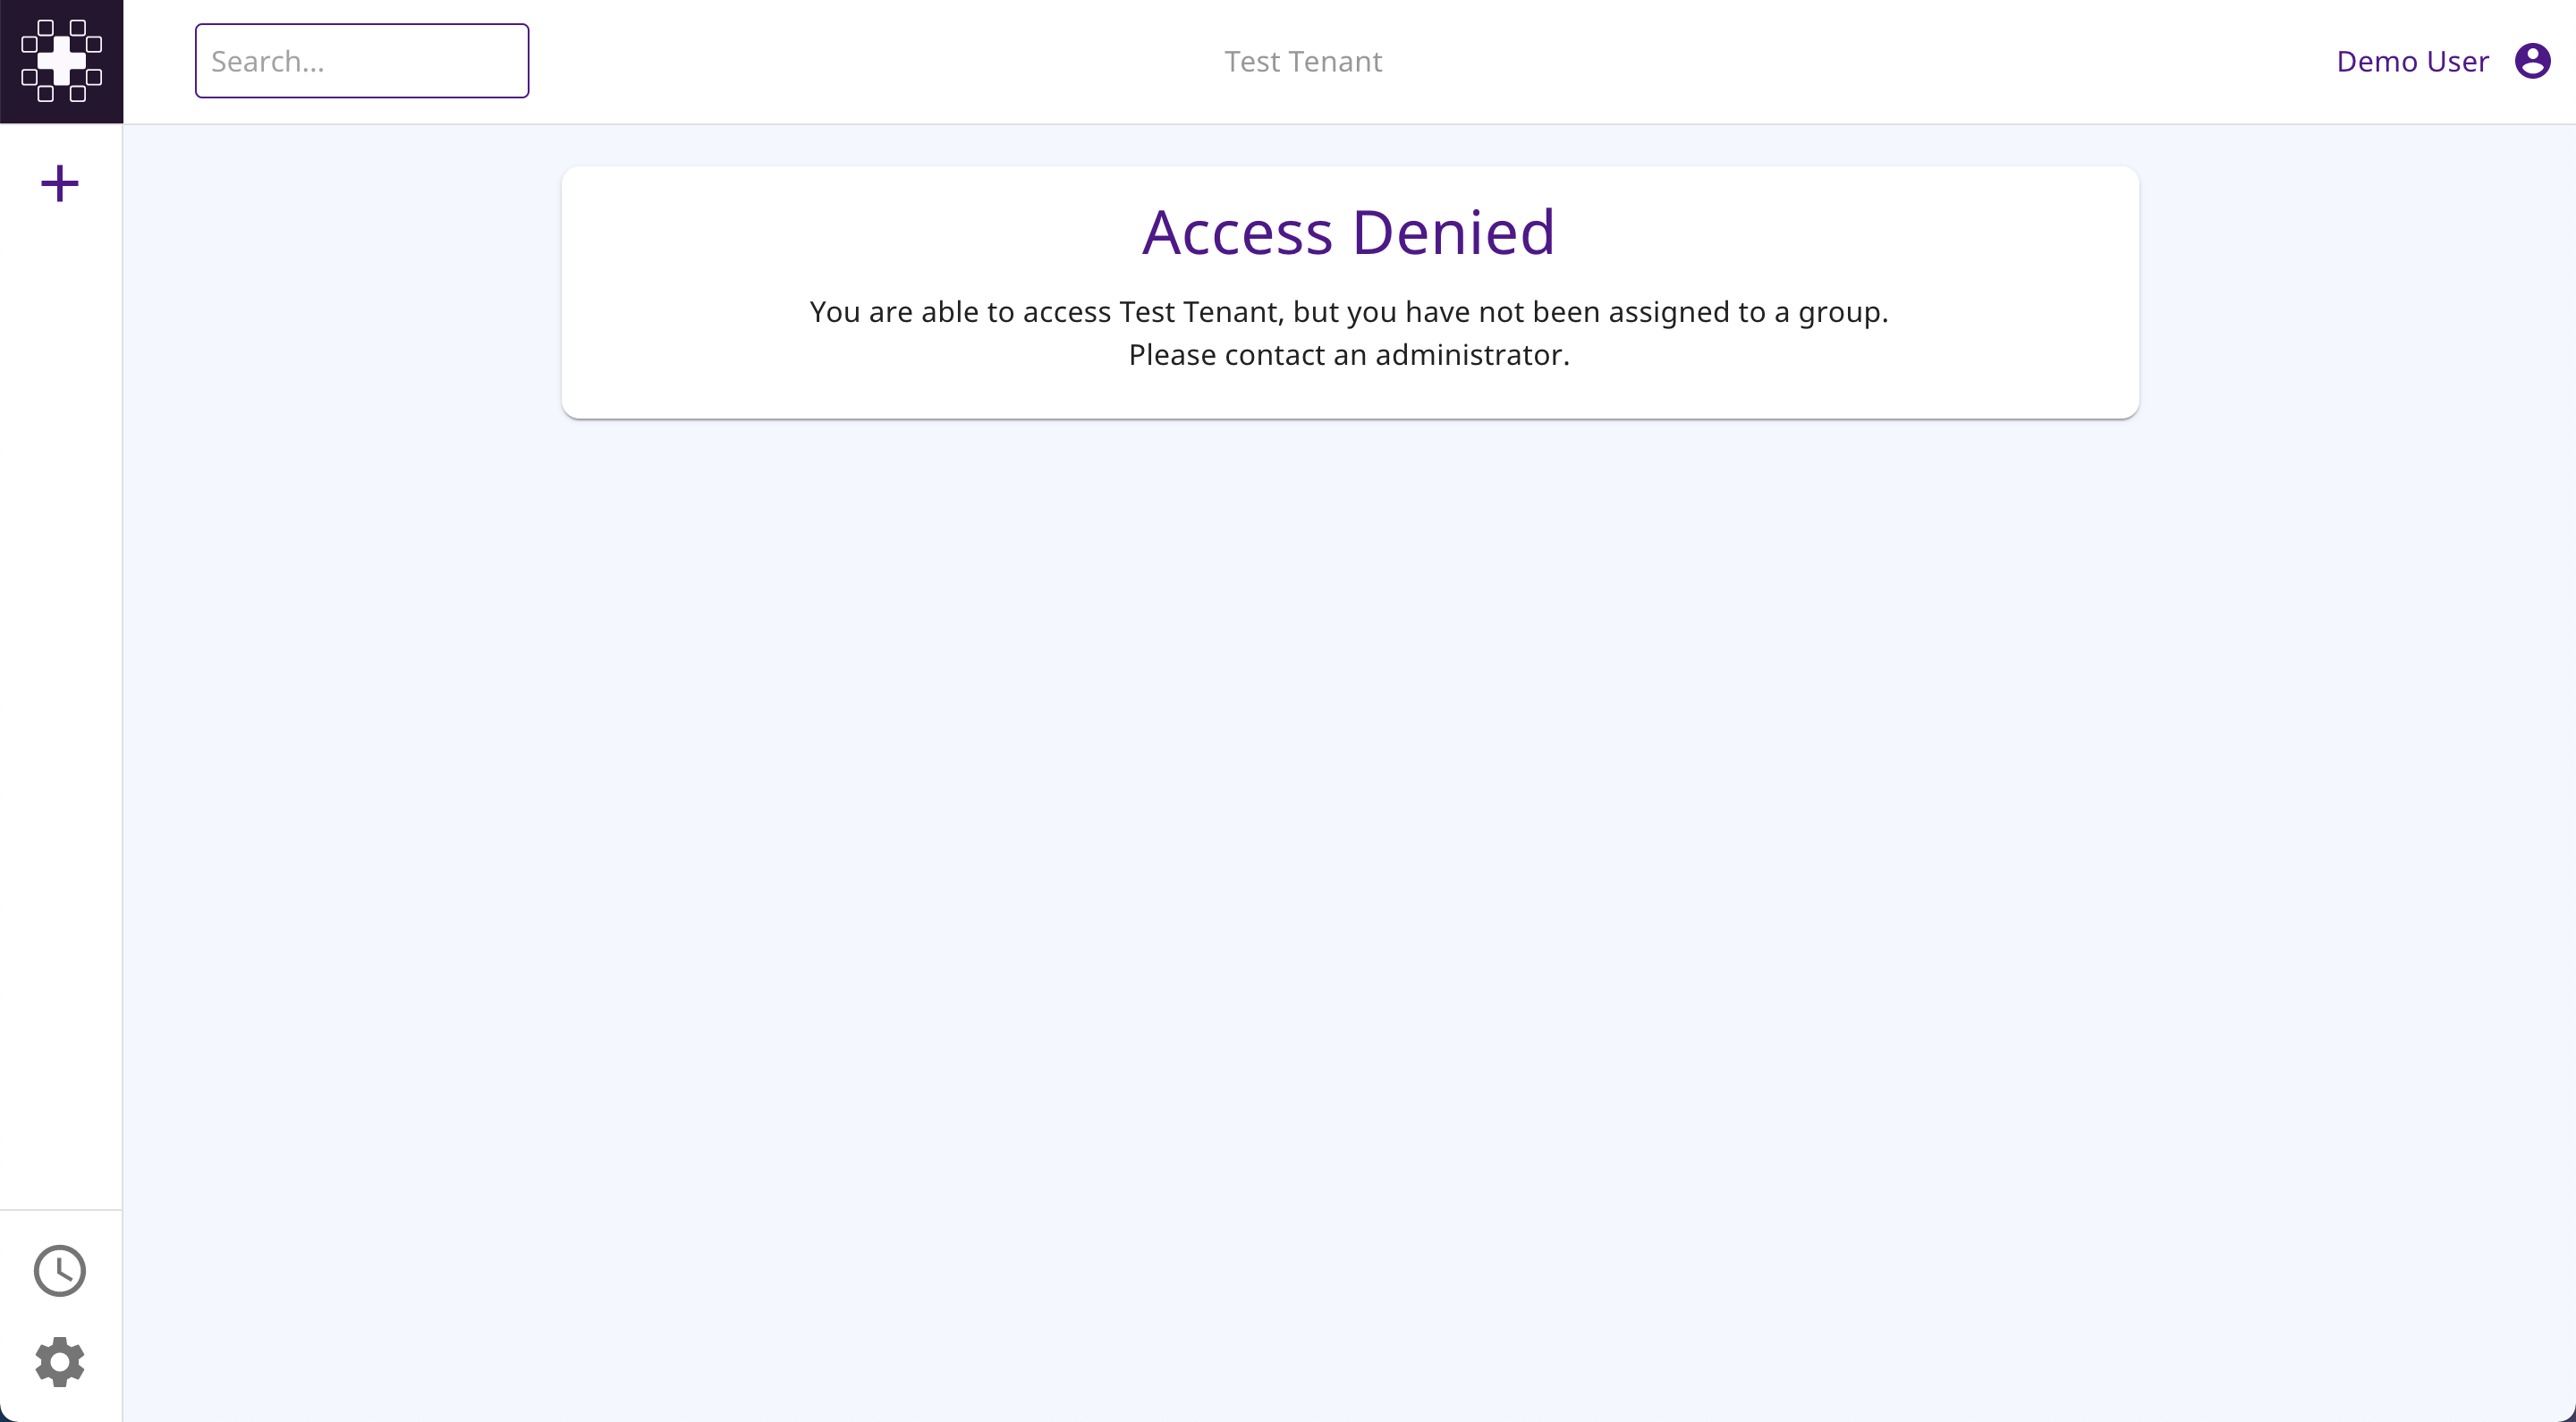 Search...
Test Tenant
Demo User
Access Denied
You are able to access Test Tenant, but you have not been assigned to a group.
Please contact an administrator.